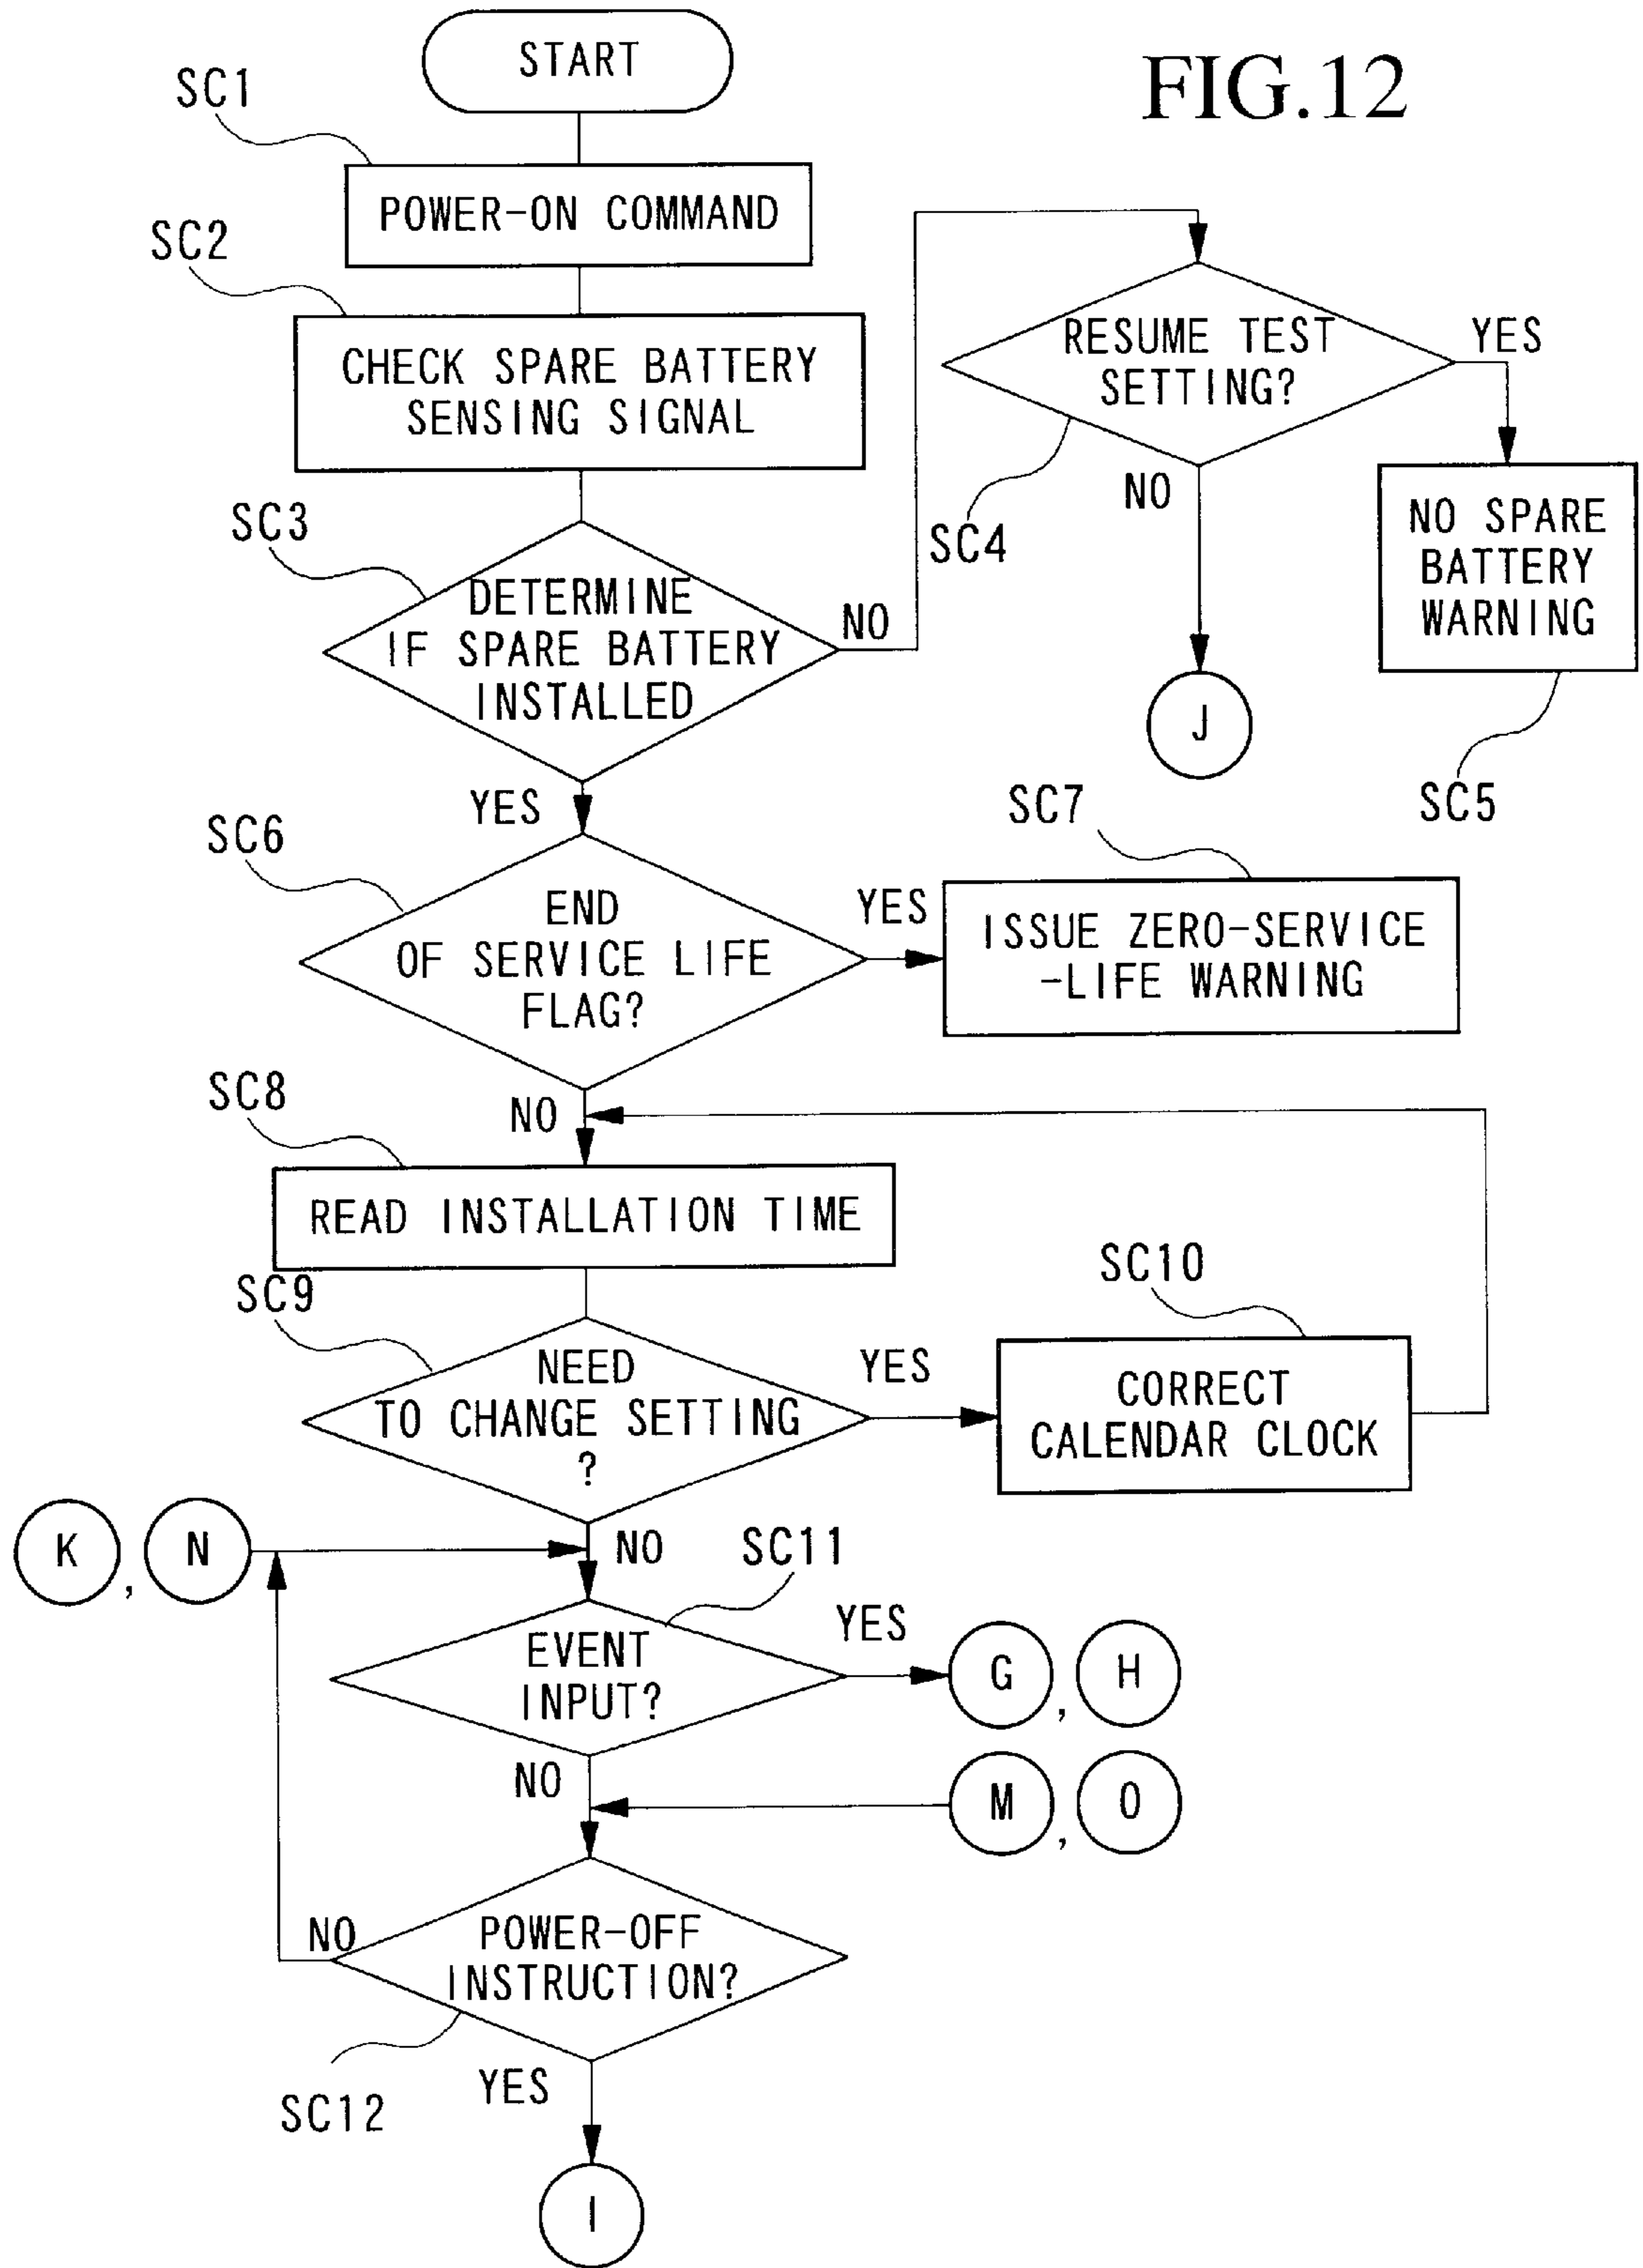 FIG.12
START
SC1
POWER-ON COMMAND
SC2
CHECK SPARE BATTERY
SENSING SIGNAL
SC3
DETERMINE
IF SPARE BATTERY
INSTALLED
NO
RESUME TEST
SETTING?
YES
NO
SC4
NO SPARE
BATTERY
WARNING
SC5
J
YES
SC6
END
OF SERVICE LIFE
FLAG?
YES
SC7
ISSUE ZERO-SERVICE
-LIFE WARNING
NO
SC8
READ INSTALLATION TIME
SC9
NEED
TO CHANGE SETTING
?
YES
SC10
CORRECT
CALENDAR CLOCK
K, N
NO
SC11
EVENT
INPUT?
YES
G, H
NO
M, O
POWER-OFF
INSTRUCTION?
NO
SC12
YES
I